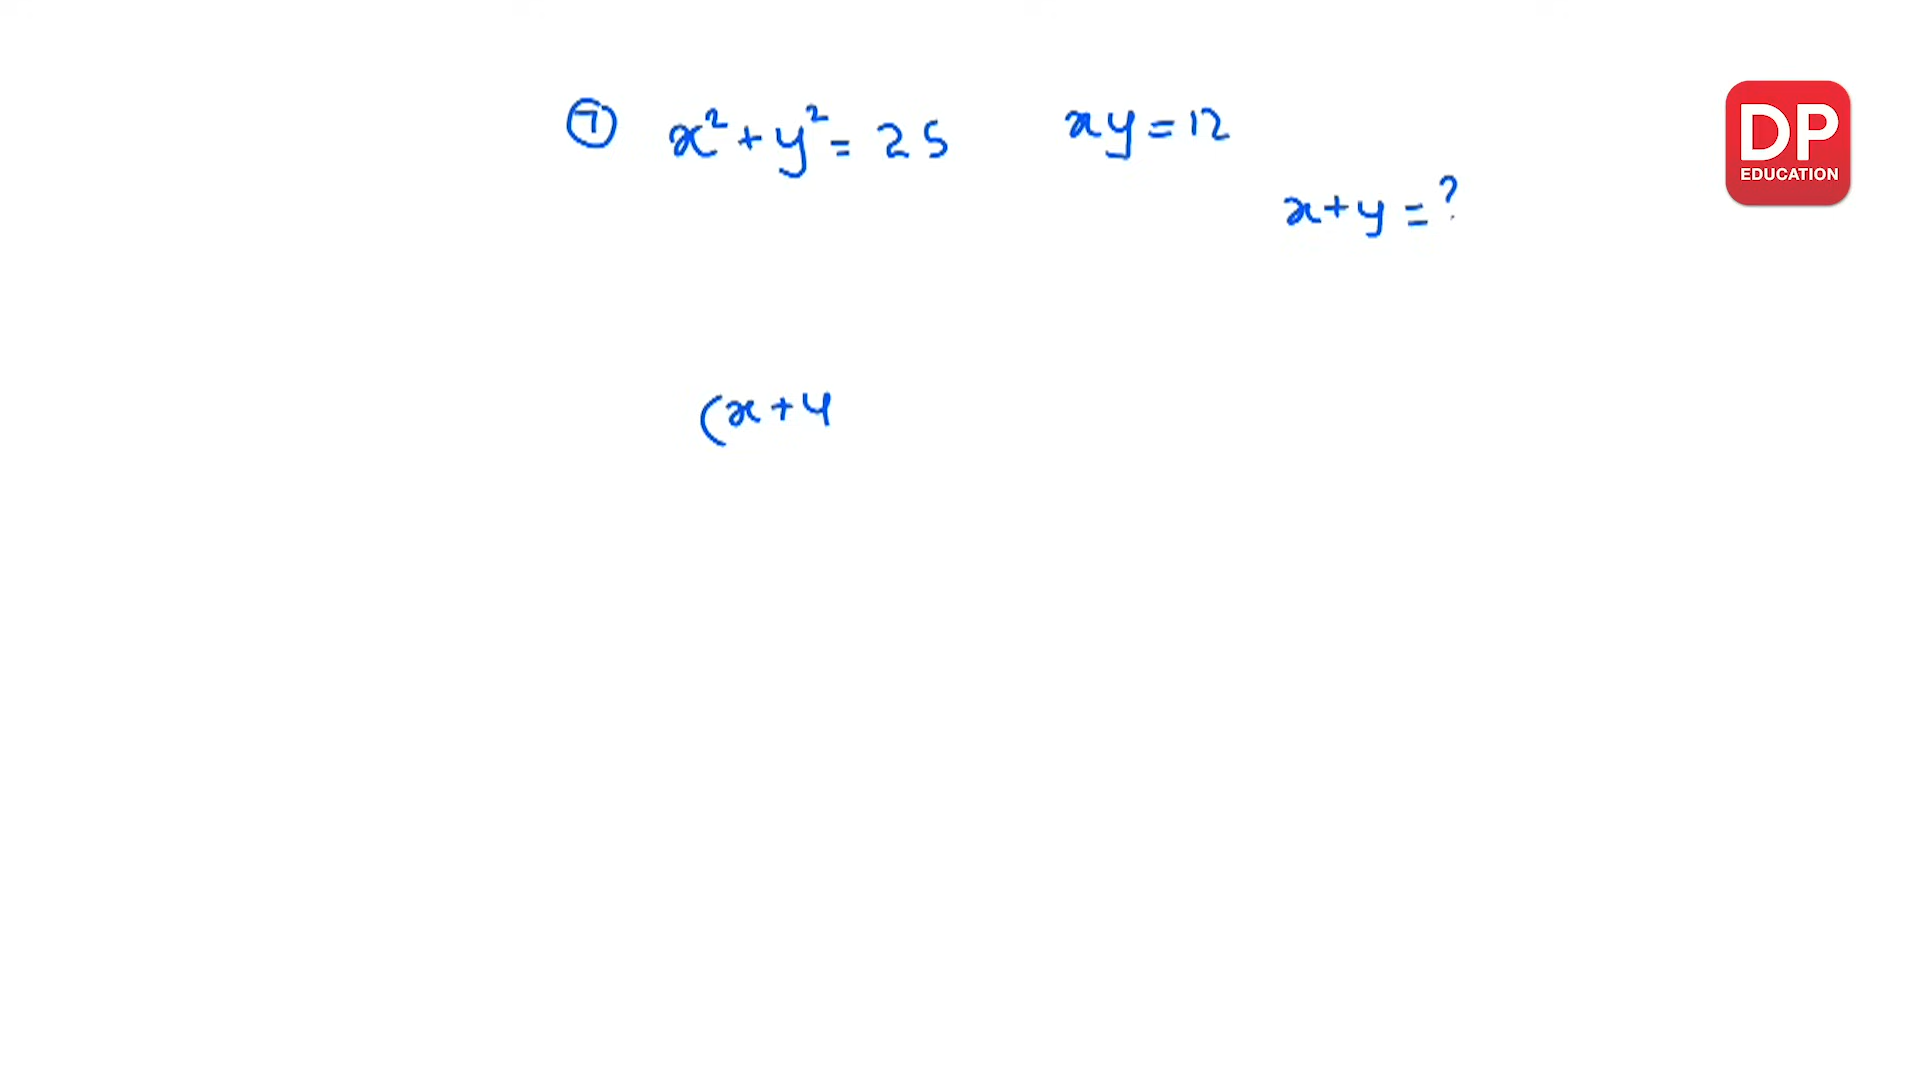 ⑦ x² + y² = 25 xy = 12
x + y = ?
(x + y
DP
EDUCATION